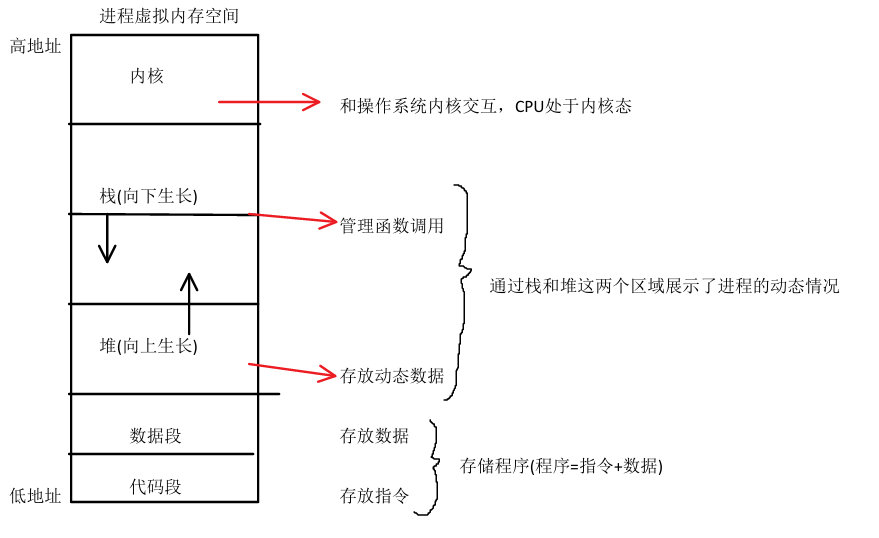 进程虚拟内存空间
高地址
内核
和操作系统内核交互，CPU处于内核态
栈(向下生长)
管理函数调用
通过栈和堆这两个区域展示了进程的动态情况
堆(向上生长)
存放动态数据
数据段
存放数据
存储程序(程序=指令+数据)
代码段
低地址
存放指令